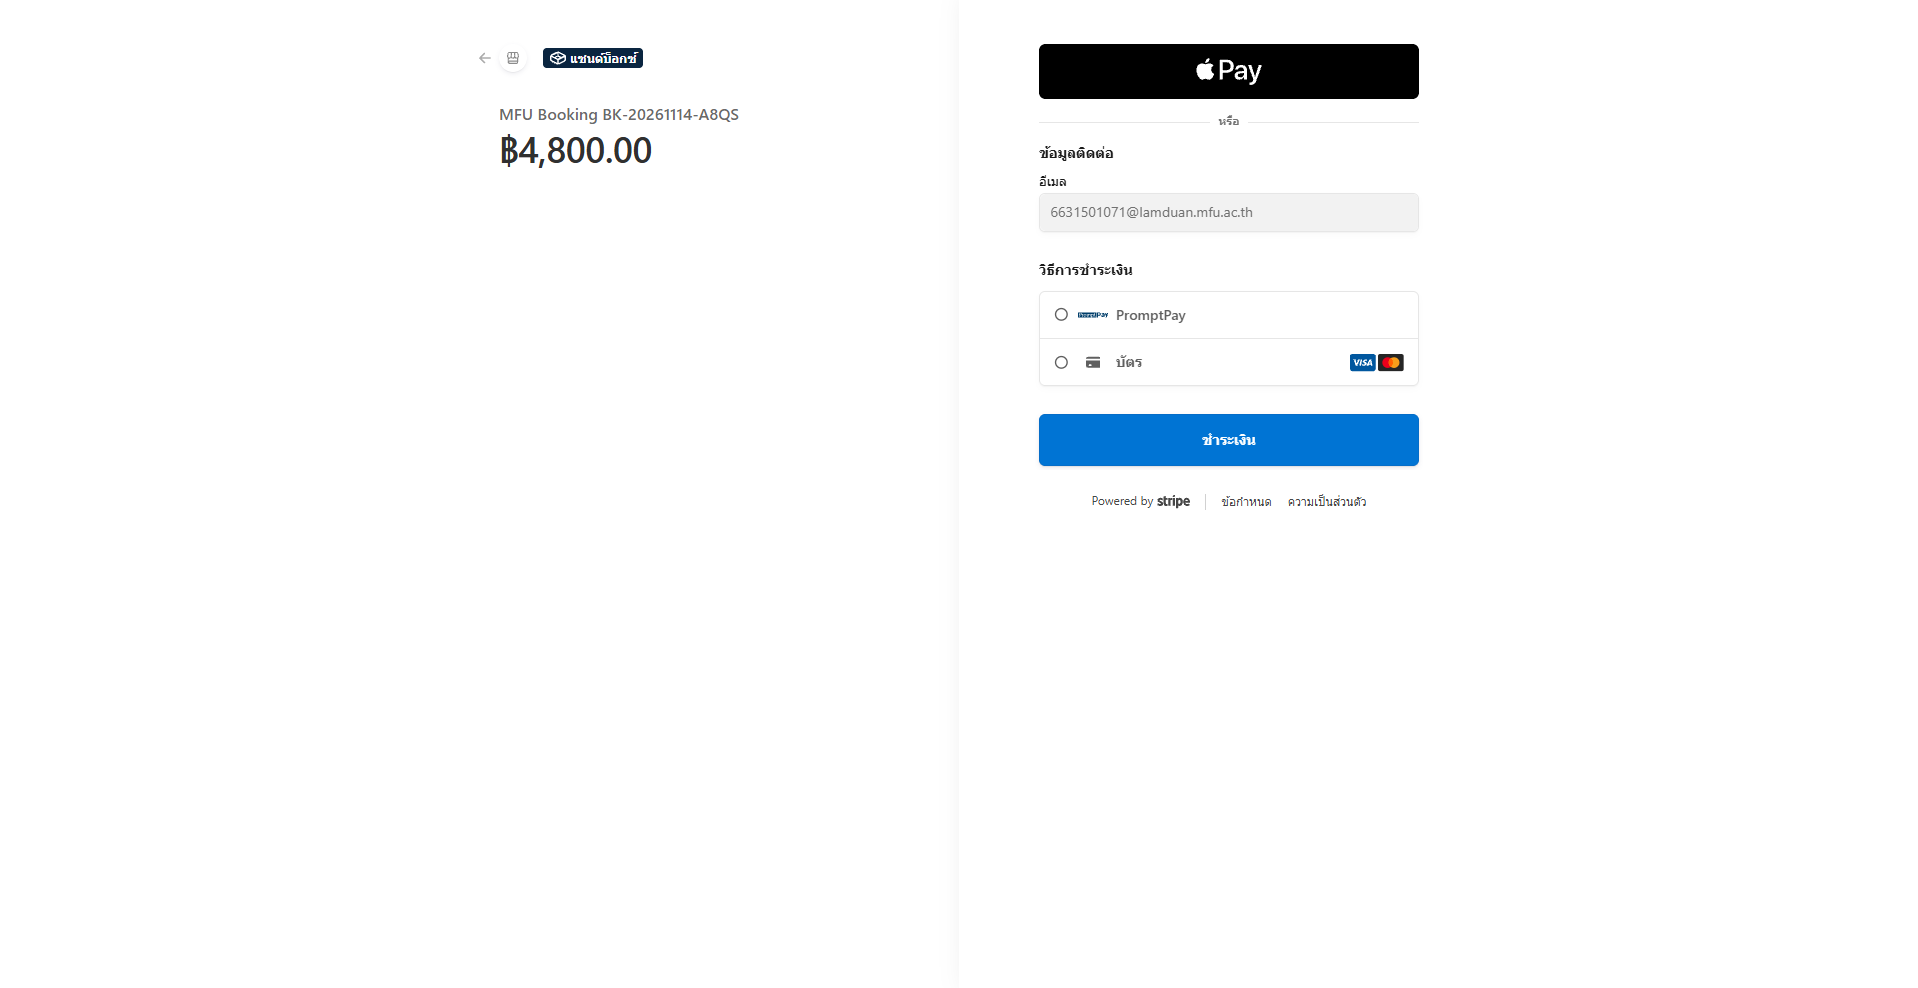 แซนด์บ็อกซ์
MFU Booking BK-20261114-A8QS
฿4,800.00
Pay
หรือ
ข้อมูลติดต่อ
อีเมล
6631501071@lamduan.mfu.ac.th
วิธีการชำระเงิน
PromptPay PromptPay
บัตร VISA
ชำระเงิน
Powered by stripe ข้อกำหนด ความเป็นส่วนตัว